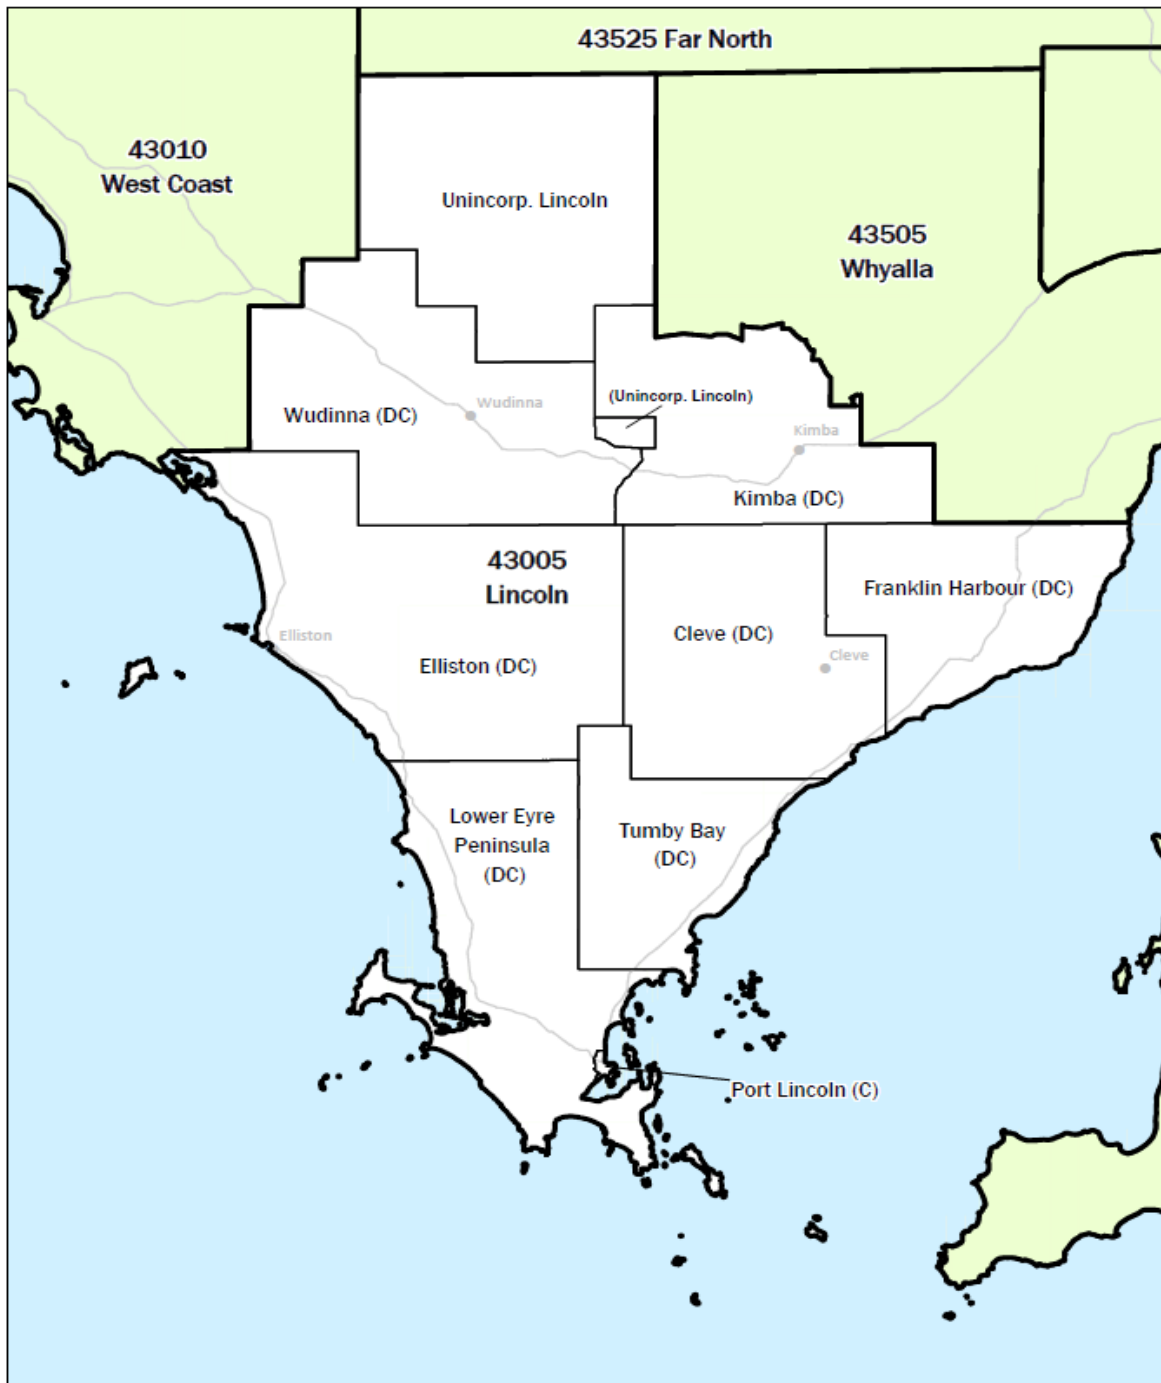 43525 Far North
43010
West Coast
Unincorp. Lincoln
43505
Whyalla
(Unincorp. Lincoln)
Wudinna
Wudinna (DC)
Kimba
Kimba (DC)
43005
Lincoln
Franklin Harbour (DC)
Cleve (DC)
Elliston
Cleve
Elliston (DC)
Lower Eyre
Peninsula
(DC)
Tumby Bay
(DC)
Port Lincoln (C)